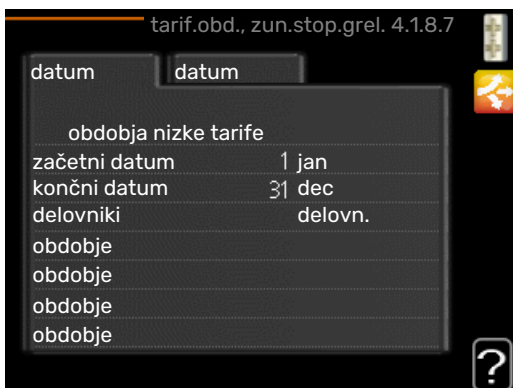 tarif.obd., zun.stop.grel. 4.1.8.7
datum datum
obdobja nizke tarife
začetni datum 1 jan
končni datum 31 dec
delovniki delovn.
obdobje
obdobje
obdobje
obdobje
?